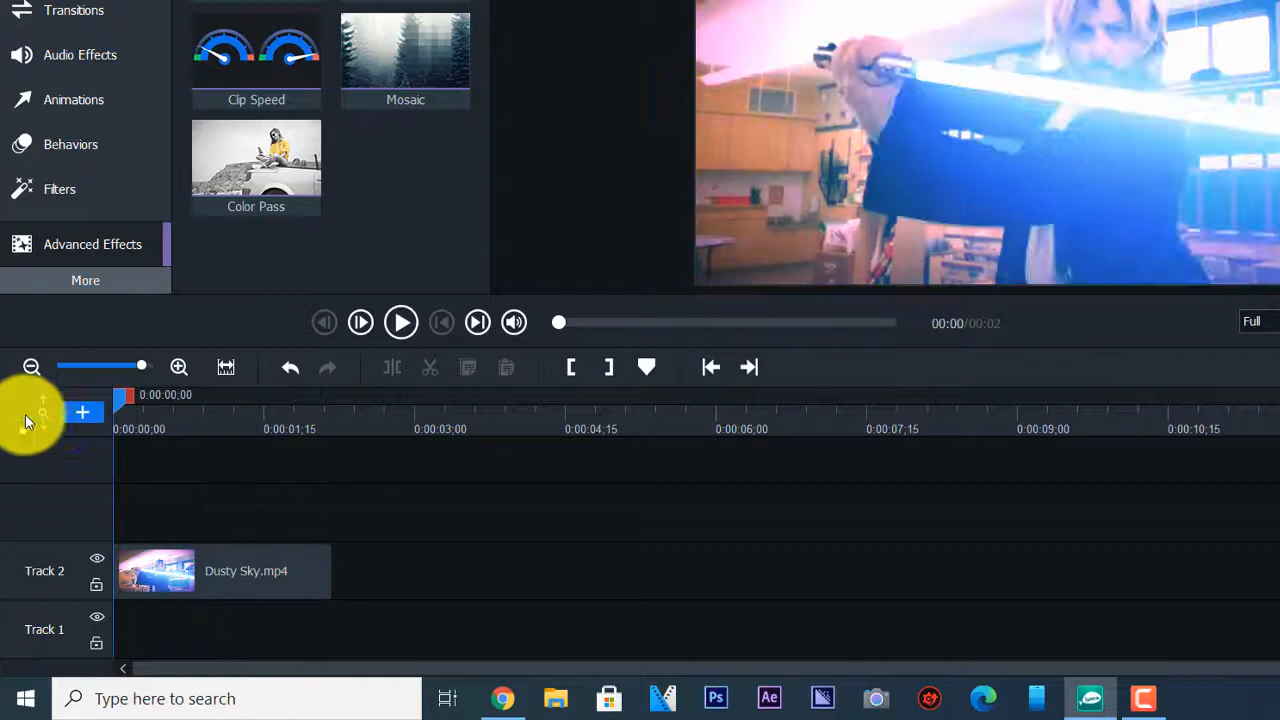 Transitions
Audio Effects
Animations
Behaviors
Filters
Advanced Effects
More
Clip Speed
Mosaic
Color Pass
00:00/00:02
Full
0:00:00;00
0:00:00;00
0:00:01;15
0:00:03;00
0:00:04;15
0:00:06;00
0:00:07;15
0:00:09;00
0:00:10;15
Track 2
Dusty Sky.mp4
Track 1
Type here to search
Ps
Ae